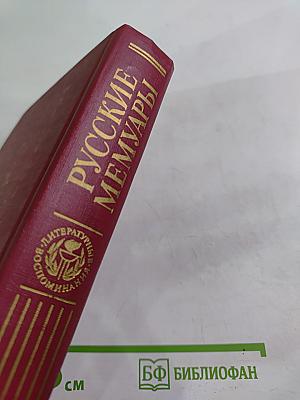 РУССКИЕ
МЕМУАРЫ
ЛИТЕРАТУРНЫЕ
ВОСПОМИНАНИЯ
см
БФ БИБЛИОФАН